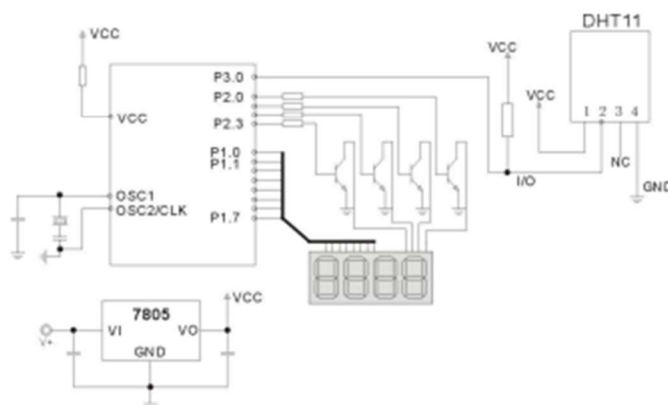 DHT11
VCC
VCC
P3.0
P2.0
VCC
VCC
P2.3
1 2 3 4
P1.0
P1.1
NC
I/O
GND
OSC1
OSC2/CLK
P1.7
VCC
7805
V+
VI
VO
GND